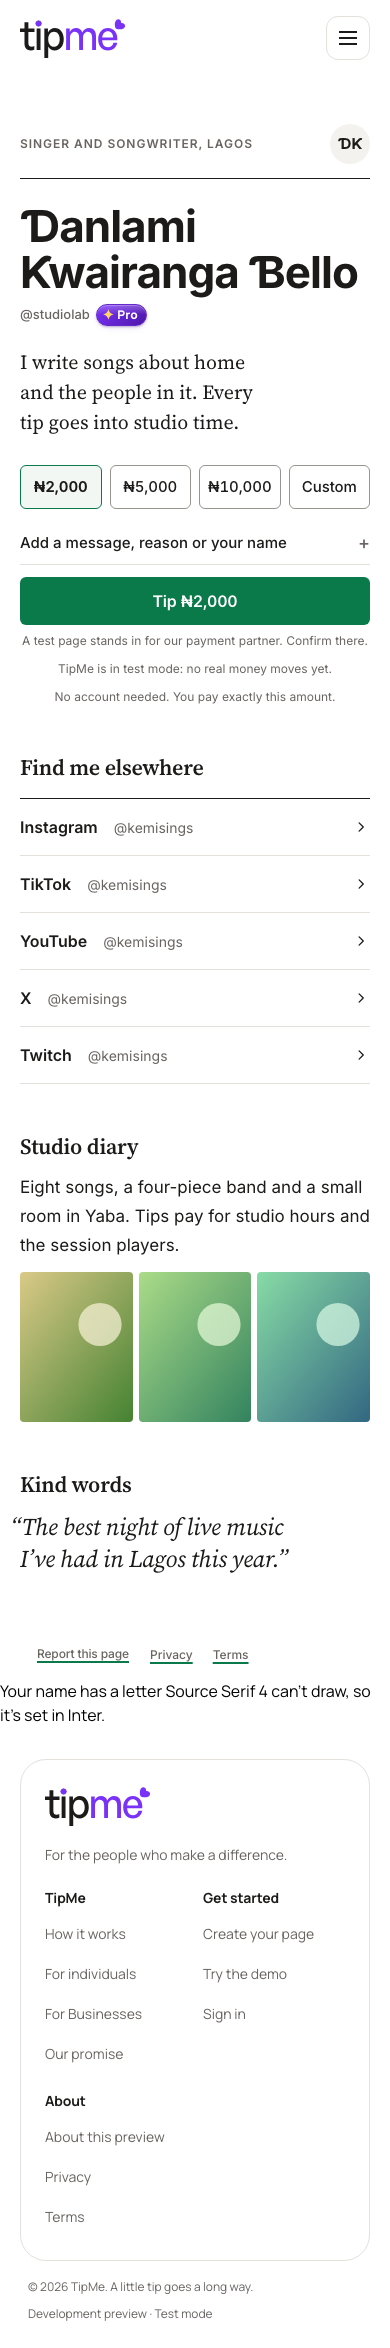 tipme
SINGER AND SONGWRITER, LAGOS
ƊK
Ɗanlami
Kwairanga Ɓello
@studiolab ✦ Pro
I write songs about home
and the people in it. Every
tip goes into studio time.
₦2,000 ₦5,000 ₦10,000 Custom
Add a message, reason or your name +
Tip ₦2,000
A test page stands in for our payment partner. Confirm there.
TipMe is in test mode: no real money moves yet.
No account needed. You pay exactly this amount.
Find me elsewhere
Instagram @kemisings
TikTok @kemisings
YouTube @kemisings
X @kemisings
Twitch @kemisings
Studio diary
Eight songs, a four-piece band and a small
room in Yaba. Tips pay for studio hours and
the session players.
Kind words
“The best night of live music
I’ve had in Lagos this year.”
Report this page Privacy Terms
Your name has a letter Source Serif 4 can’t draw, so
it’s set in Inter.
tipme
For the people who make a difference.
TipMe
How it works
For individuals
For Businesses
Our promise
Get started
Create your page
Try the demo
Sign in
About
About this preview
Privacy
Terms
© 2026 TipMe. A little tip goes a long way.
Development preview · Test mode